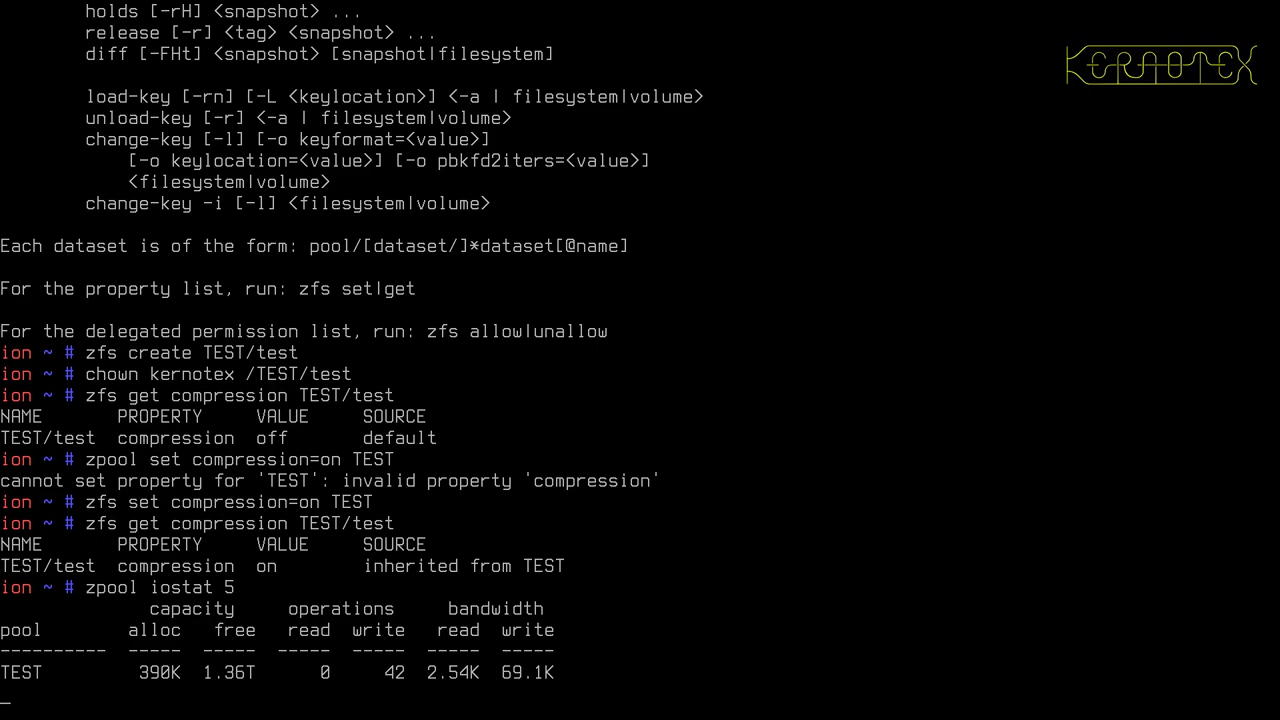 holds [-rH] <snapshot> ...
release [-r] <tag> <snapshot> ...
diff [-FHt] <snapshot> [snapshot|filesystem]
KERNOTEX
load-key [-rn] [-L <keylocation>] <-a | filesystem|volume>
unload-key [-r] <-a | filesystem|volume>
change-key [-l] [-o keyformat=<value>]
[-o keylocation=<value>] [-o pbkfd2iters=<value>]
<filesystem|volume>
change-key -i [-l] <filesystem|volume>
Each dataset is of the form: pool/[dataset/]*dataset[@name]
For the property list, run: zfs set|get
For the delegated permission list, run: zfs allow|unallow
ion ~ # zfs create TEST/test
ion ~ # chown kernotex /TEST/test
ion ~ # zfs get compression TEST/test
NAME       PROPERTY     VALUE     SOURCE
TEST/test  compression  off       default
ion ~ # zpool set compression=on TEST
cannot set property for 'TEST': invalid property 'compression'
ion ~ # zfs set compression=on TEST
ion ~ # zfs get compression TEST/test
NAME       PROPERTY     VALUE     SOURCE
TEST/test  compression  on        inherited from TEST
ion ~ # zpool iostat 5
              capacity     operations     bandwidth
pool        alloc   free   read  write   read  write
----------  -----  -----  -----  -----  -----  -----
TEST         390K  1.36T      0     42  2.54K  69.1K
_